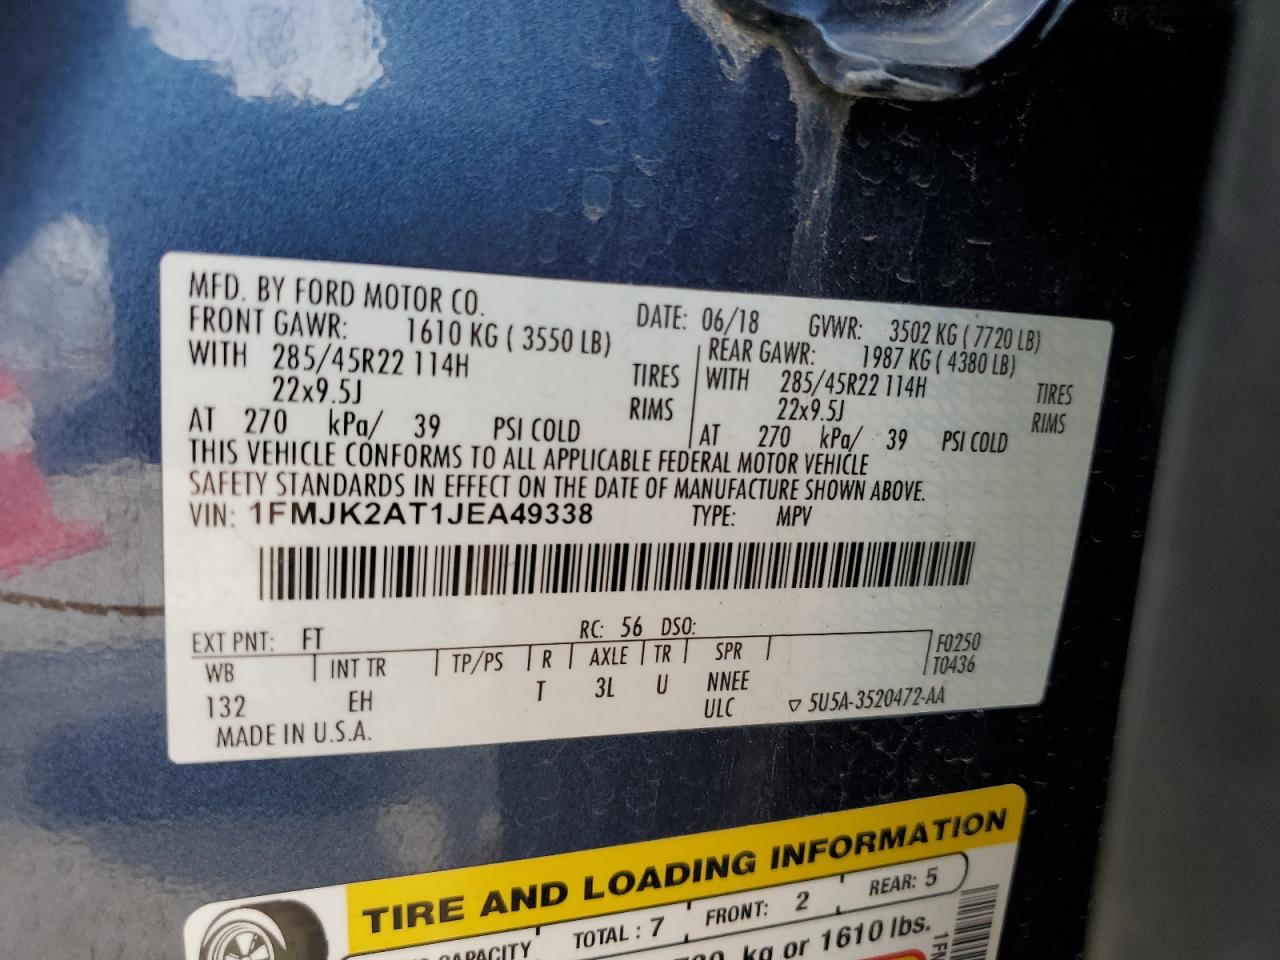 MFD. BY FORD MOTOR CO.
DATE: 06/18 GVWR: 3502 KG ( 7720 LB)
FRONT GAWR: 1610 KG ( 3550 LB)
WITH 285/45R22 114H TIRES
22x9.5J RIMS
AT 270 kPa/ 39 PSI COLD
REAR GAWR: 1987 KG ( 4380 LB)
WITH 285/45R22 114H TIRES
22x9.5J RIMS
AT 270 kPa/ 39 PSI COLD
THIS VEHICLE CONFORMS TO ALL APPLICABLE FEDERAL MOTOR VEHICLE
SAFETY STANDARDS IN EFFECT ON THE DATE OF MANUFACTURE SHOWN ABOVE.
VIN: 1FMJK2AT1JEA49338 TYPE: MPV
EXT PNT: FT RC: 56 DSO:
WB INT TR TP/PS R AXLE TR SPR F0250
T0436
132 EH T 3L U NNEE
ULC ▽ 5U5A-3520472-AA
MADE IN U.S.A.
TIRE AND LOADING INFORMATION
CAPACITY TOTAL : 7 FRONT: 2 REAR: 5
kg or 1610 lbs.